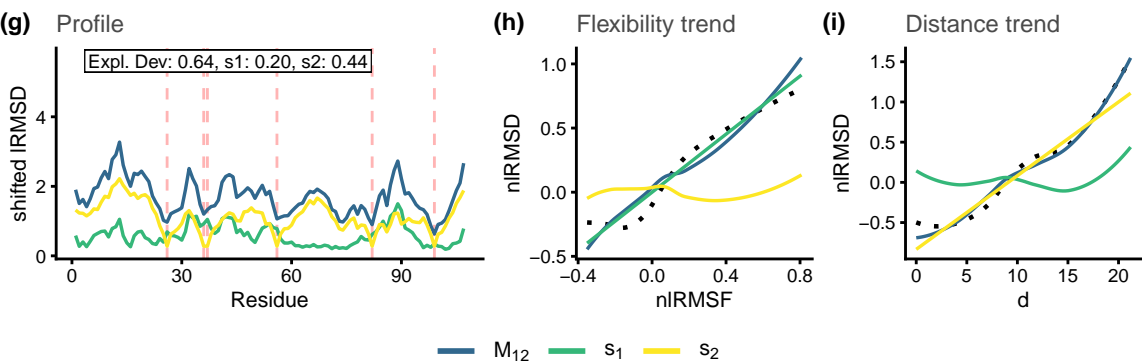 (g) Profile
Expl. Dev: 0.64, s1: 0.20, s2: 0.44
shifted lRMSD
4
2
0
0 30 60 90
Residue
(h) Flexibility trend
nlRMSD
1.0
0.5
0.0
−0.5
−0.4 0.0 0.4 0.8
nlRMSF
(i) Distance trend
nlRMSD
1.5
1.0
0.5
0.0
−0.5
0 5 10 15 20
d
M₁₂ s₁ s₂